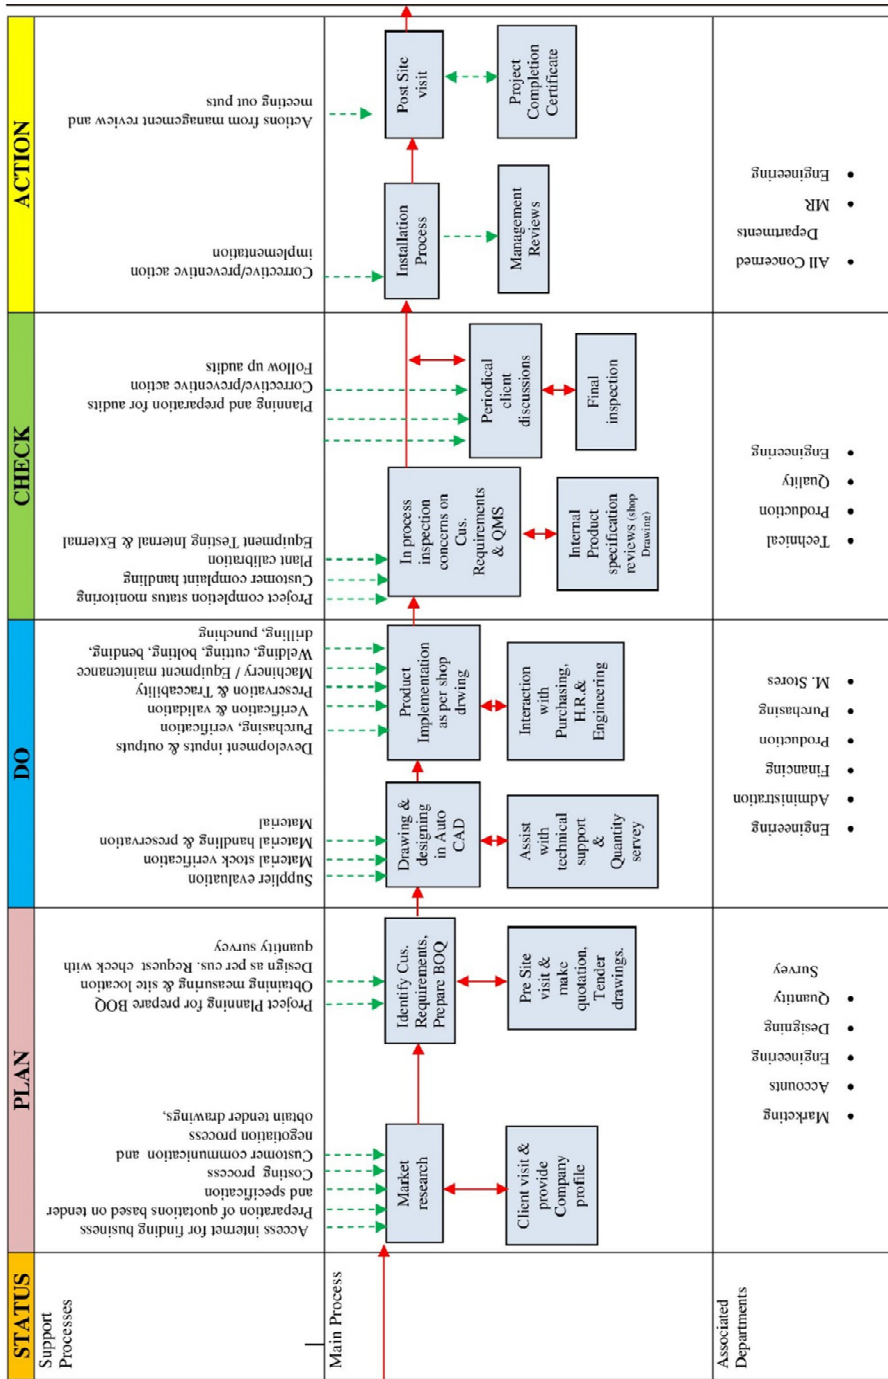 STATUS
PLAN
DO
CHECK
ACTION
Support
Processes
Access internet for finding business
Preparation of quotations based on tender
and specification
Costing process
Customer communication and
negotiation process
obtain tender drawings,
Project Planning for prepare BOQ
Obtaining measuring & site location
Design as per cus. Request check with
quantity survey
Supplier evaluation
Material stock verification
Material handling & preservation
Material
Development inputs & outputs
Purchasing, verification
Verification & validation
Preservation & Traceability
Machinery / Equipment maintenance
Welding, cutting, bolting, bending,
drilling, punching
Project completion status monitoring
Customer complaint handling
Plant calibration
Equipment Testing Internal & External
Planning and preparation for audits
Corrective/preventive action
Follow up audits
Corrective/preventive action
implementation
Actions from management review and
meeting out puts
Main Process
Market
research
Identify Cus.
Requirements,
Prepare BOQ
Drawing &
designing
in Auto
CAD
Product
Implementation
as per shop
drwing
In process
inspection
concerns on
Cus.
Requirements
& QMS
Periodical
client
discussions
Installation
Process
Post Site
visit
Client visit &
provide
Company
profile
Pre Site
visit &
make
quotation,
Tender
drawings.
Assist
with
technical
support
&
Quantity
servey
Interaction
with
Purchasing,
H.R.&
Engineering
Internal
Product
specification
reviews (shop
Drawing)
Final
inspection
Management
Reviews
Project
Completion
Certificate
Associated
Departments
• Marketing
• Accounts
• Engineering
• Designing
• Quantity
Survey
• Engineering
• Administration
• Financing
• Production
• Purchasing
• M. Stores
• Technical
• Production
• Quality
• Engineering
• All Concerned
Departments
• MR
• Engineering